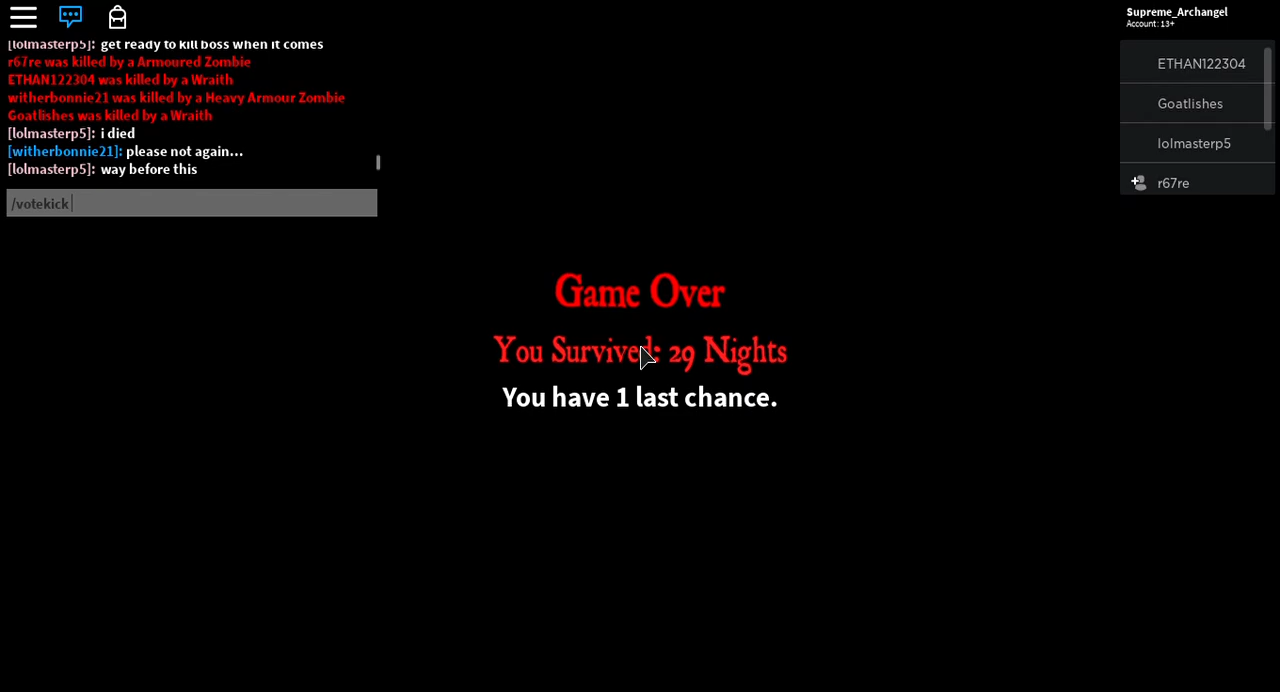 Supreme_Archangel
Account: 13+
[lolmasterp5]: get ready to kill boss when it comes
r67re was killed by a Armoured Zombie
ETHAN122304 was killed by a Wraith
witherbonnie21 was killed by a Heavy Armour Zombie
Goatlishes was killed by a Wraith
[lolmasterp5]: i died
[witherbonnie21]: please not again...
[lolmasterp5]: way before this
/votekick
ETHAN122304
Goatlishes
lolmasterp5
r67re
Game Over
You Survived: 29 Nights
You have 1 last chance.